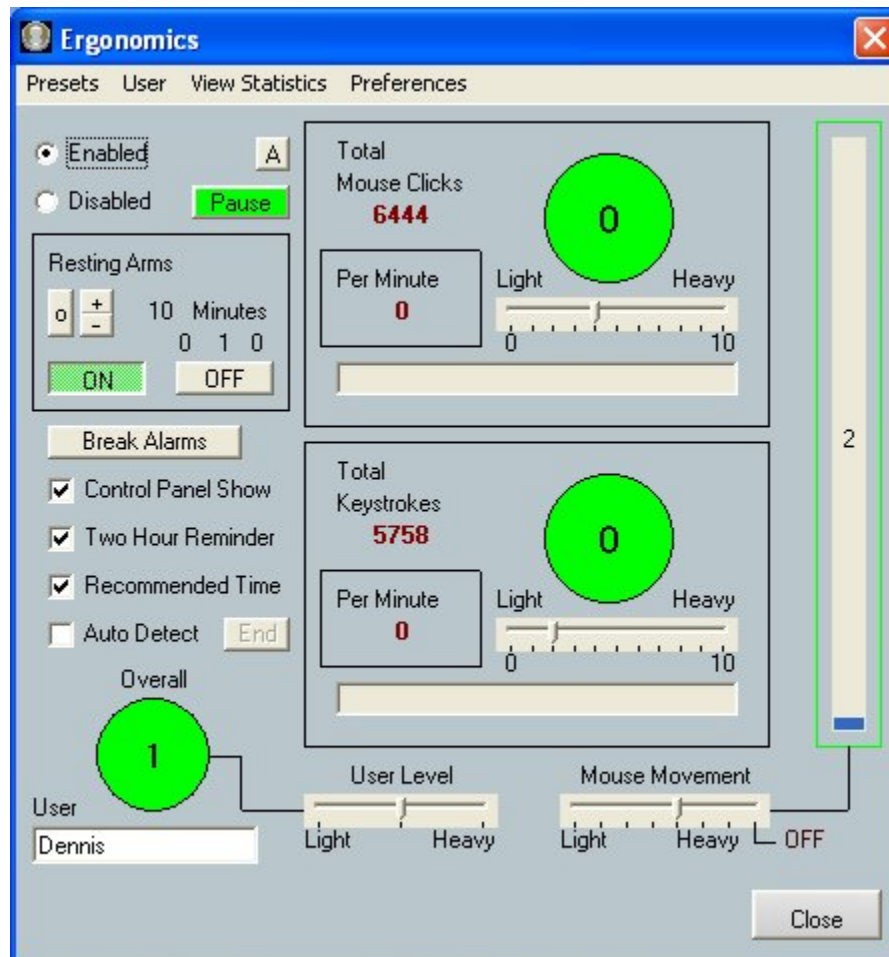 Ergonomics
Presets User View Statistics Preferences
Enabled A
Disabled Pause
Resting Arms
o + - 10 Minutes
0 1 0
ON OFF
Break Alarms
Control Panel Show
Two Hour Reminder
Recommended Time
Auto Detect End
Overall
1
User
Dennis
Total
Mouse Clicks
6444
0
Per Minute
0
Light Heavy
0 10
Total
Keystrokes
5758
0
Per Minute
0
Light Heavy
0 10
2
User Level
Light Heavy
Mouse Movement
Light Heavy OFF
Close